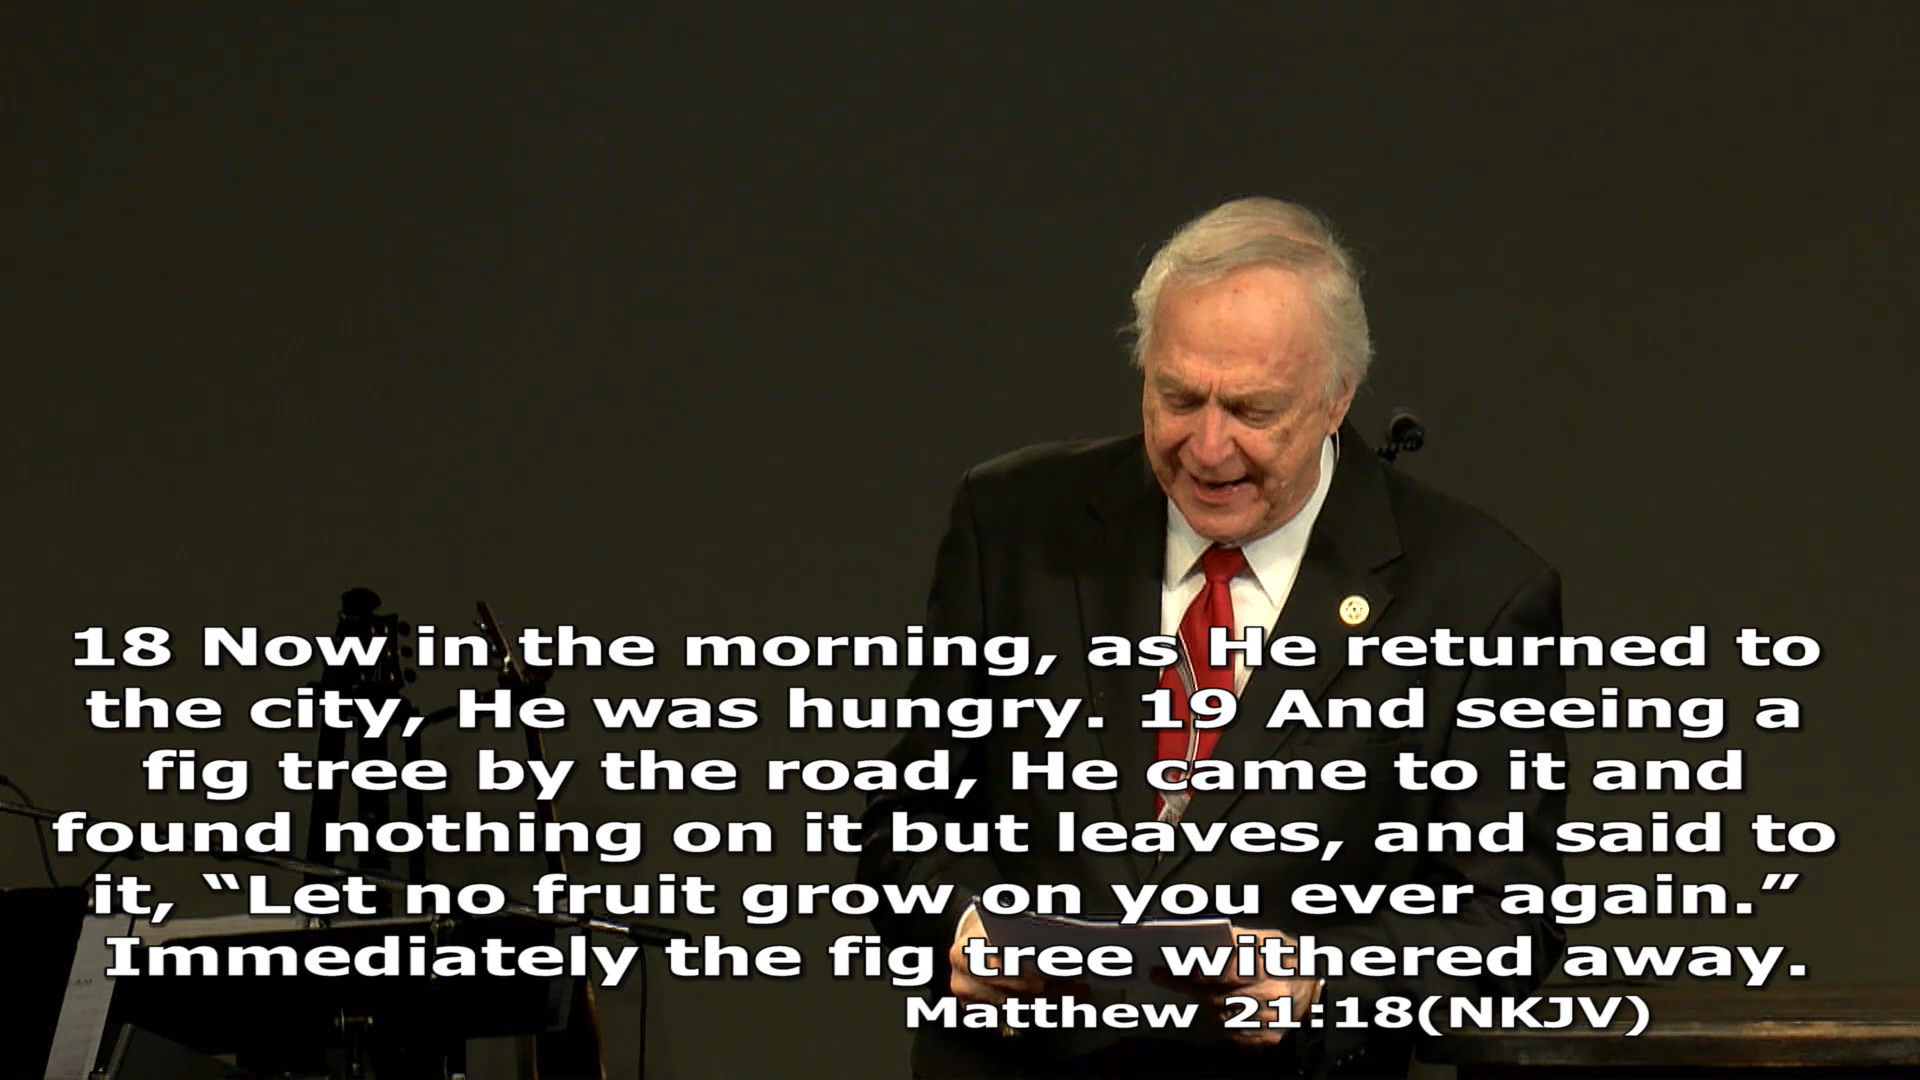 18 Now in the morning, as He returned to
the city, He was hungry. 19 And seeing a
fig tree by the road, He came to it and
found nothing on it but leaves, and said to
it, “Let no fruit grow on you ever again.”
Immediately the fig tree withered away.
Matthew 21:18(NKJV)